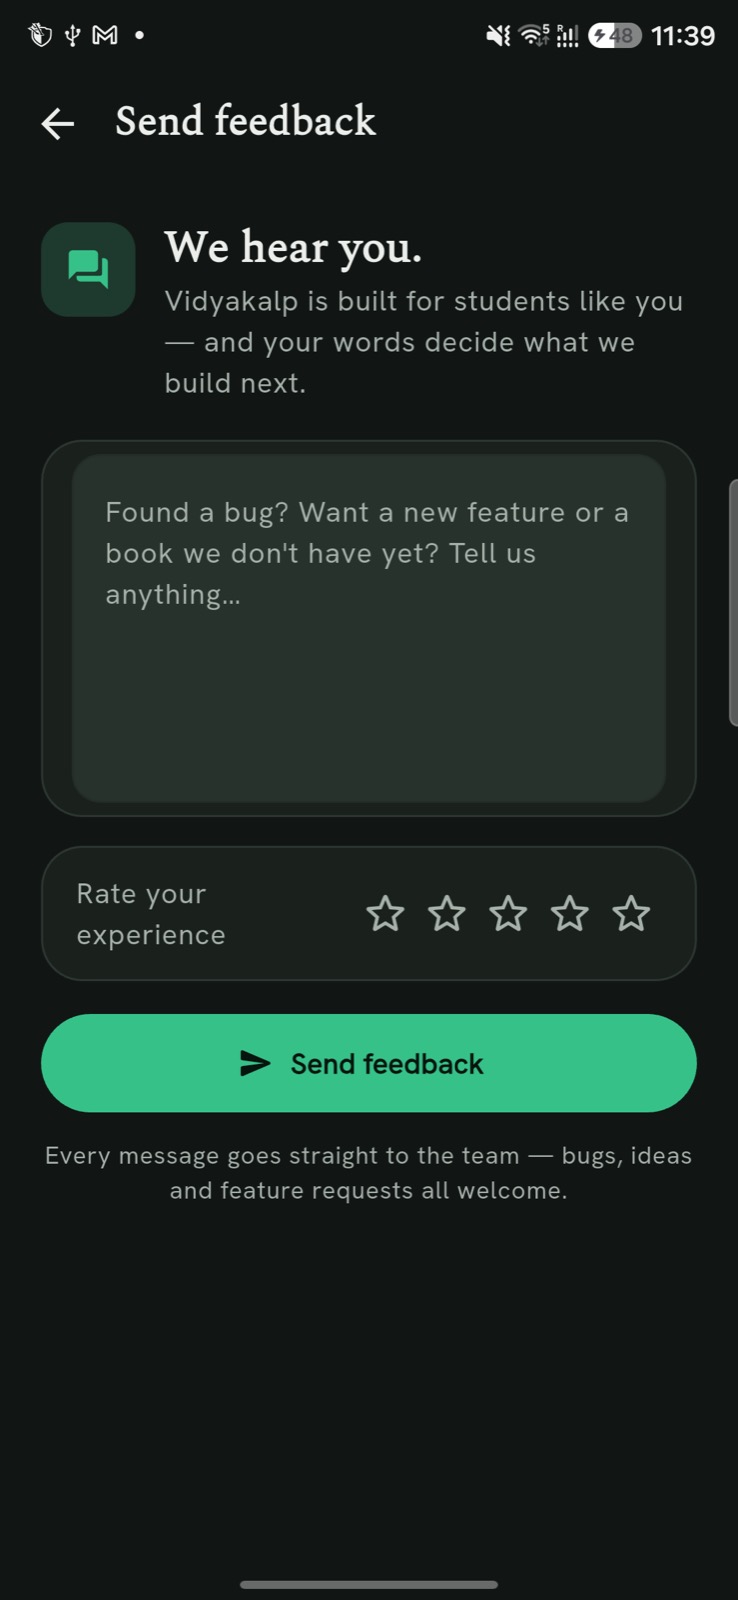 11:39
48
Send feedback
We hear you.
Vidyakalp is built for students like you
— and your words decide what we
build next.
Found a bug? Want a new feature or a
book we don't have yet? Tell us
anything...
Rate your
experience
Send feedback
Every message goes straight to the team — bugs, ideas
and feature requests all welcome.